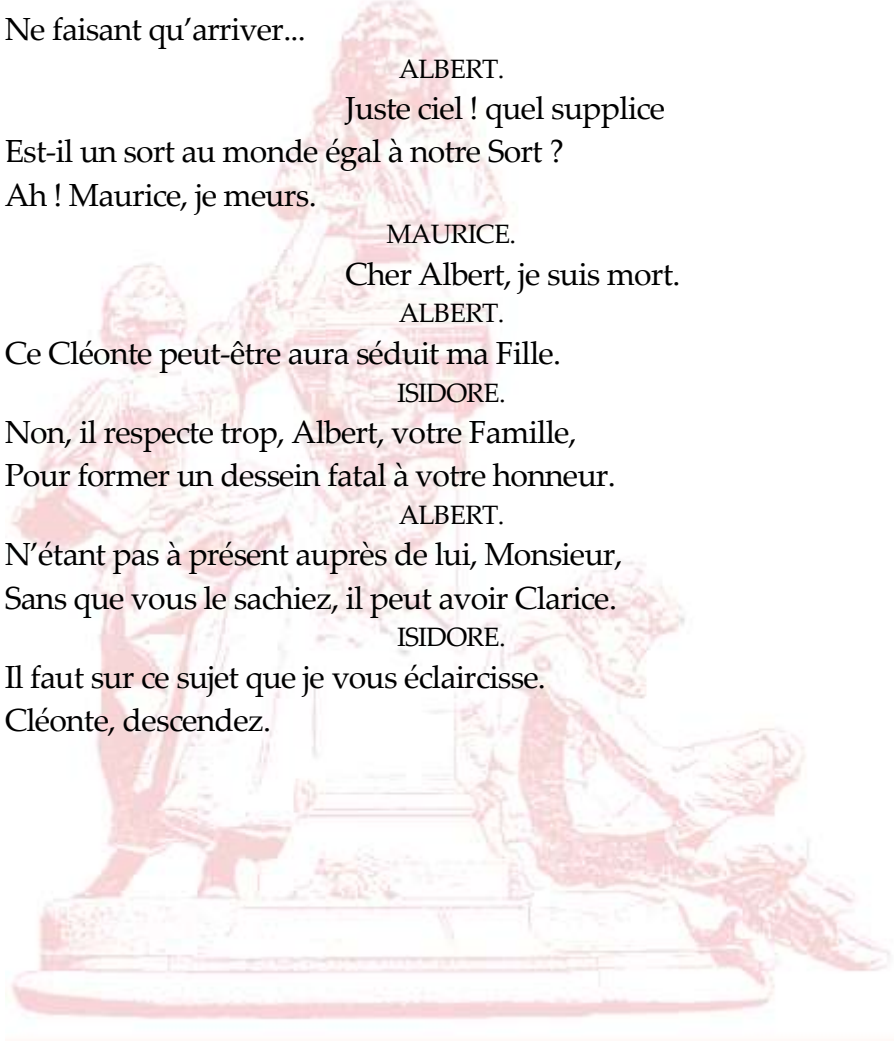 Ne faisant qu’arriver...
ALBERT.
Juste ciel ! quel supplice
Est-il un sort au monde égal à notre Sort ?
Ah ! Maurice, je meurs.
MAURICE.
Cher Albert, je suis mort.
ALBERT.
Ce Cléonte peut-être aura séduit ma Fille.
ISIDORE.
Non, il respecte trop, Albert, votre Famille,
Pour former un dessein fatal à votre honneur.
ALBERT.
N’étant pas à présent auprès de lui, Monsieur,
Sans que vous le sachiez, il peut avoir Clarice.
ISIDORE.
Il faut sur ce sujet que je vous éclaircisse.
Cléonte, descendez.